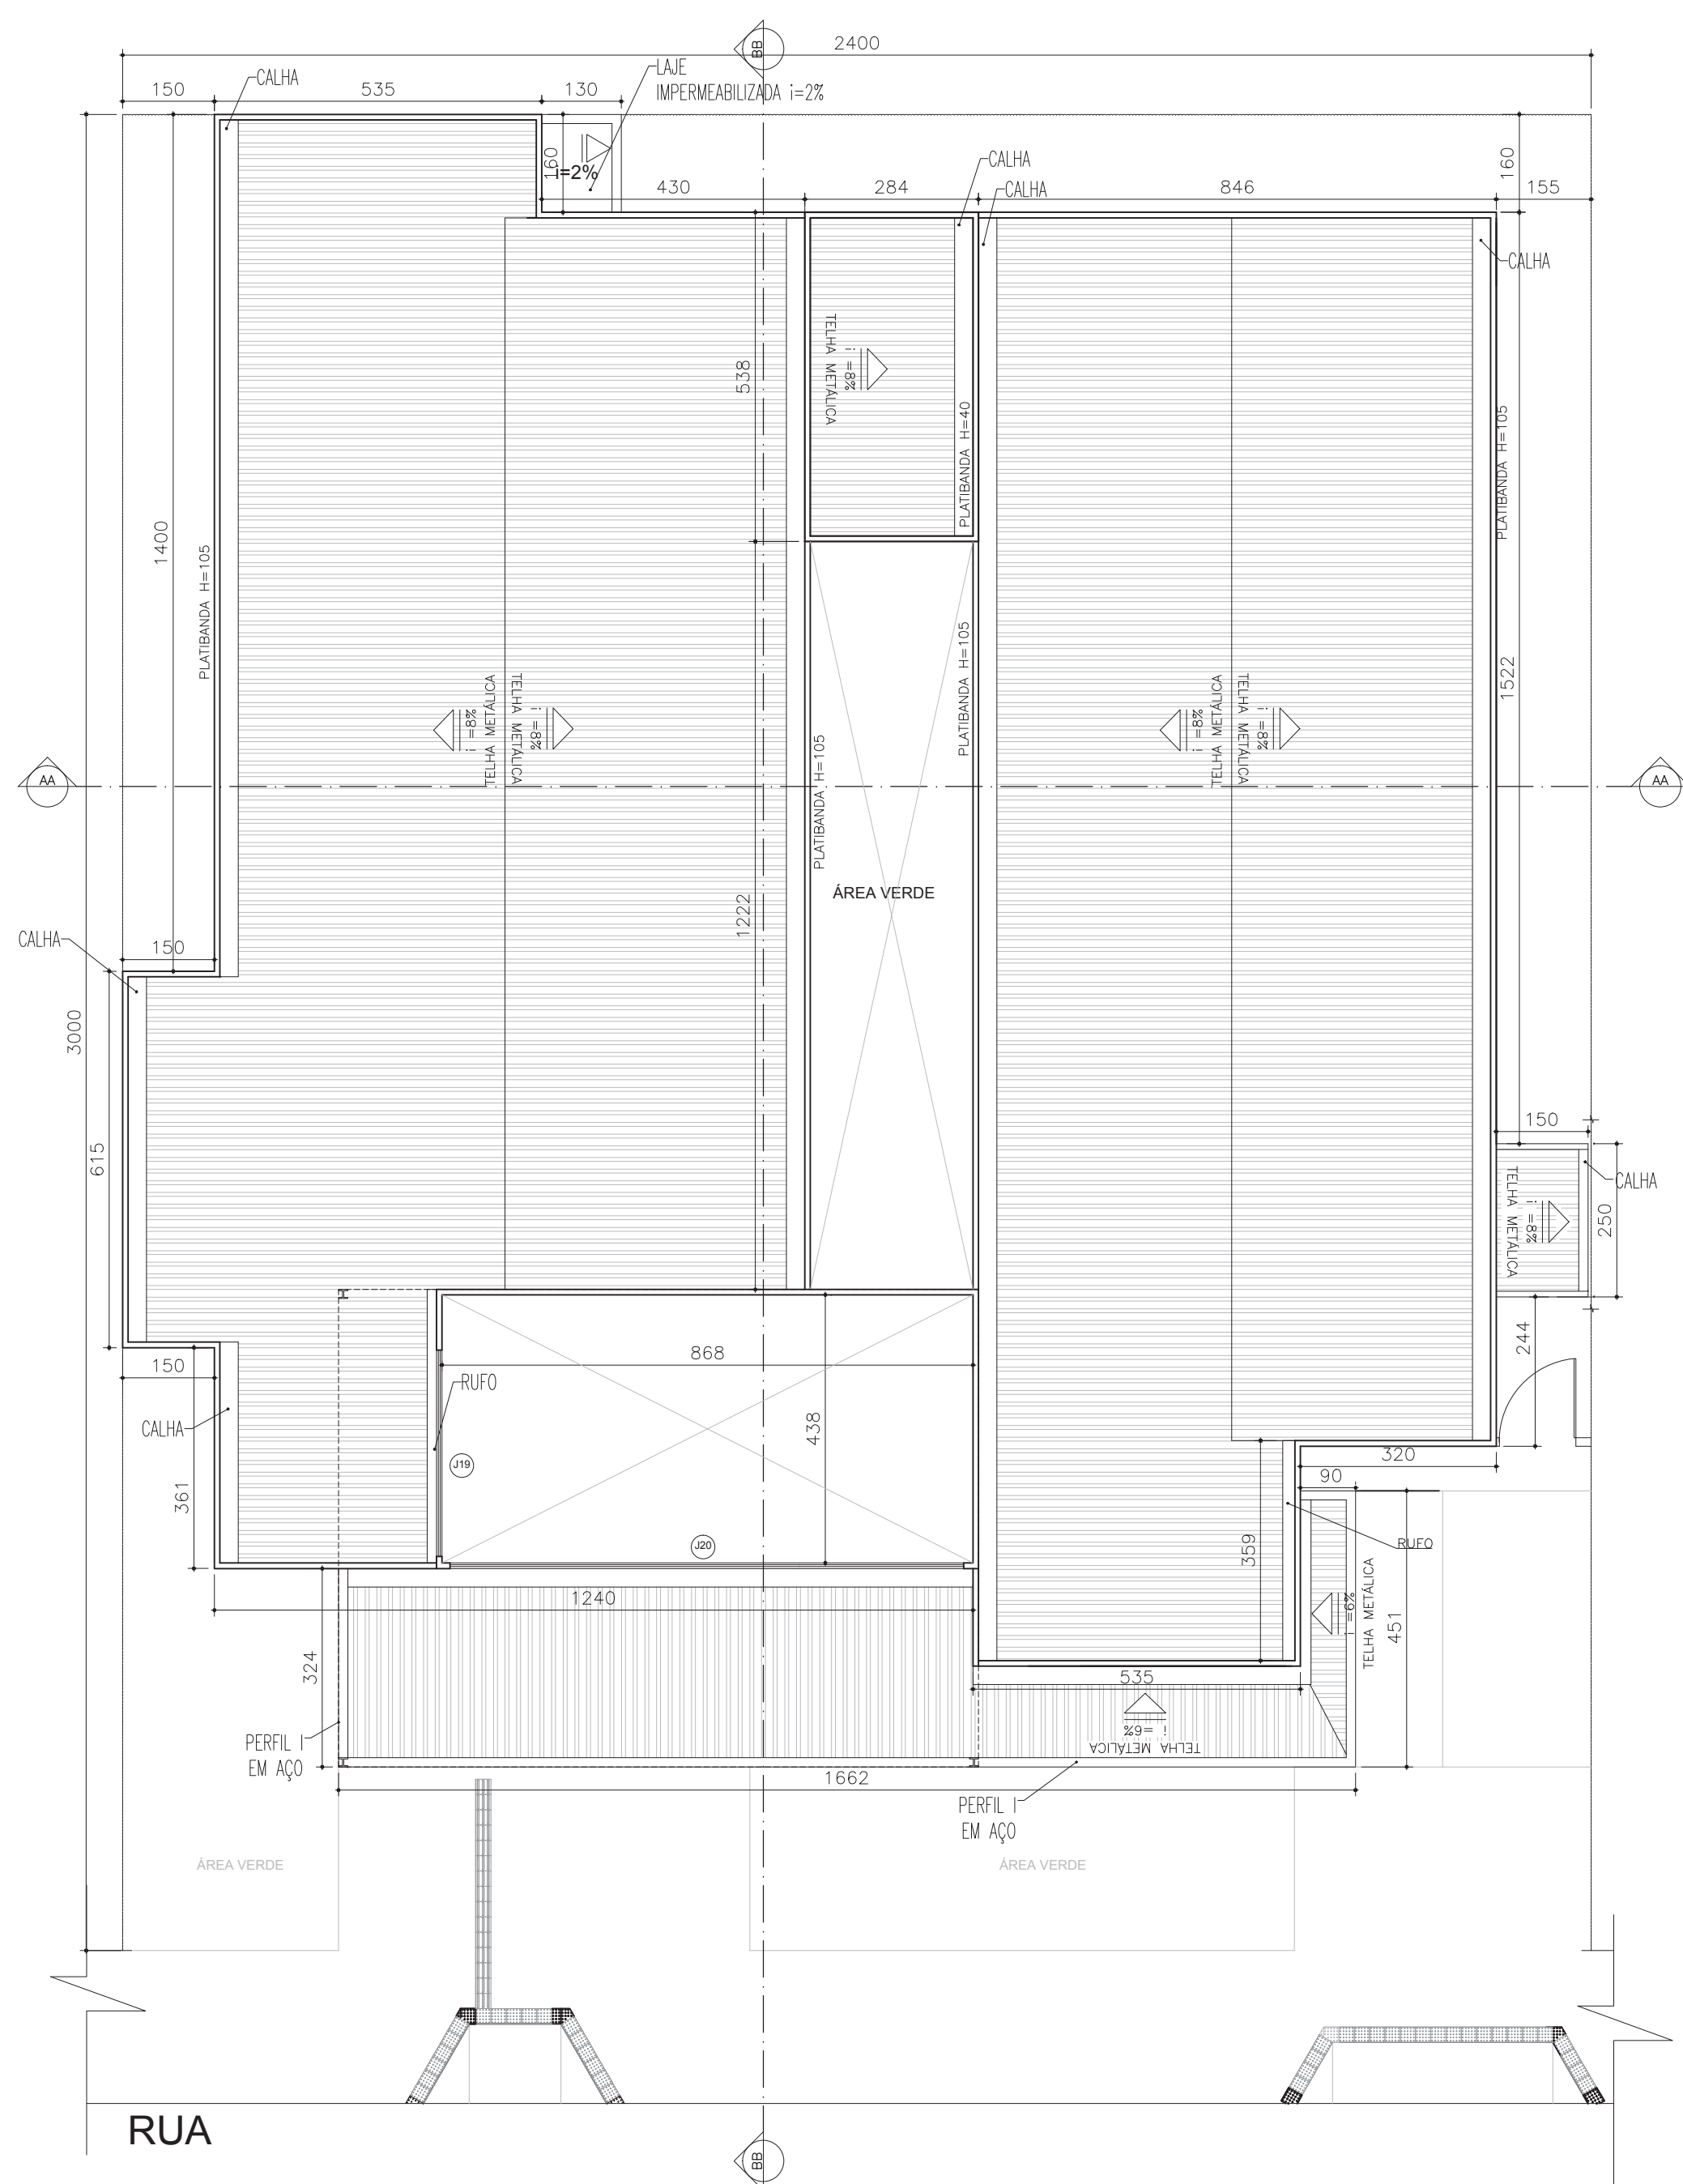 BB
2400
CALHA
LAJE
IMPERMEABILIZADA i=2%
150
535
130
160
i=2%
160
CALHA
CALHA
430
284
846
155
CALHA
TELHA METÁLICA
i =8%
538
PLATIBANDA H=40
PLATIBANDA H=105
1400
PLATIBANDA H=105
PLATIBANDA H=105
1522
TELHA METÁLICA
i =8%
TELHA METÁLICA
i =8%
TELHA METÁLICA
i =8%
TELHA METÁLICA
i =8%
PLATIBANDA H=105
AA
AA
ÁREA VERDE
1222
CALHA
150
3000
615
150
CALHA
TELHA METÁLICA
i =8%
250
244
868
150
RUFO
438
CALHA
J19
361
J20
320
90
359
RUFO
TELHA METÁLICA
i =6%
451
1240
324
535
i =6%
TELHA METÁLICA
PERFIL I
EM AÇO
1662
PERFIL I
EM AÇO
ÁREA VERDE
ÁREA VERDE
RUA
BB